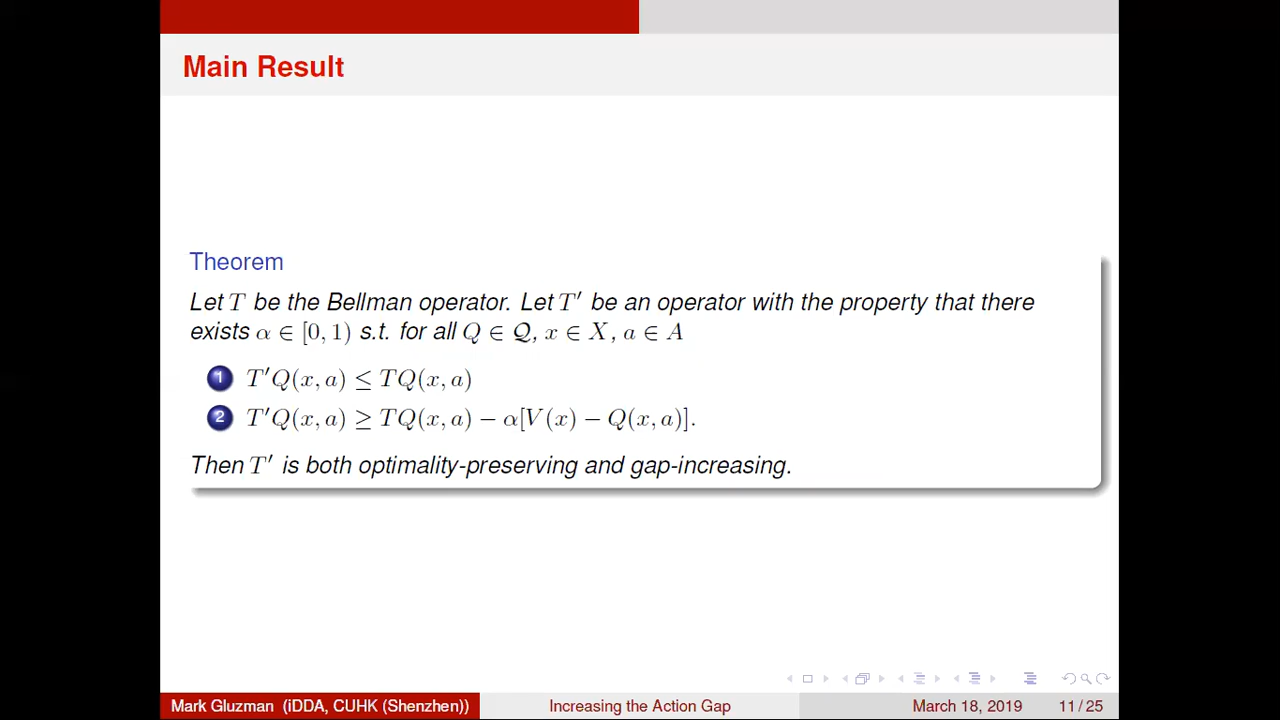 Main Result
Theorem
Let T be the Bellman operator. Let T′ be an operator with the property that there
exists α ∈ [0, 1) s.t. for all Q ∈ 𝒬, x ∈ X, a ∈ A
1 T′Q(x, a) ≤ TQ(x, a)
2 T′Q(x, a) ≥ TQ(x, a) − α[V(x) − Q(x, a)].
Then T′ is both optimality-preserving and gap-increasing.
Mark Gluzman (iDDA, CUHK (Shenzhen)) Increasing the Action Gap March 18, 2019 11 / 25